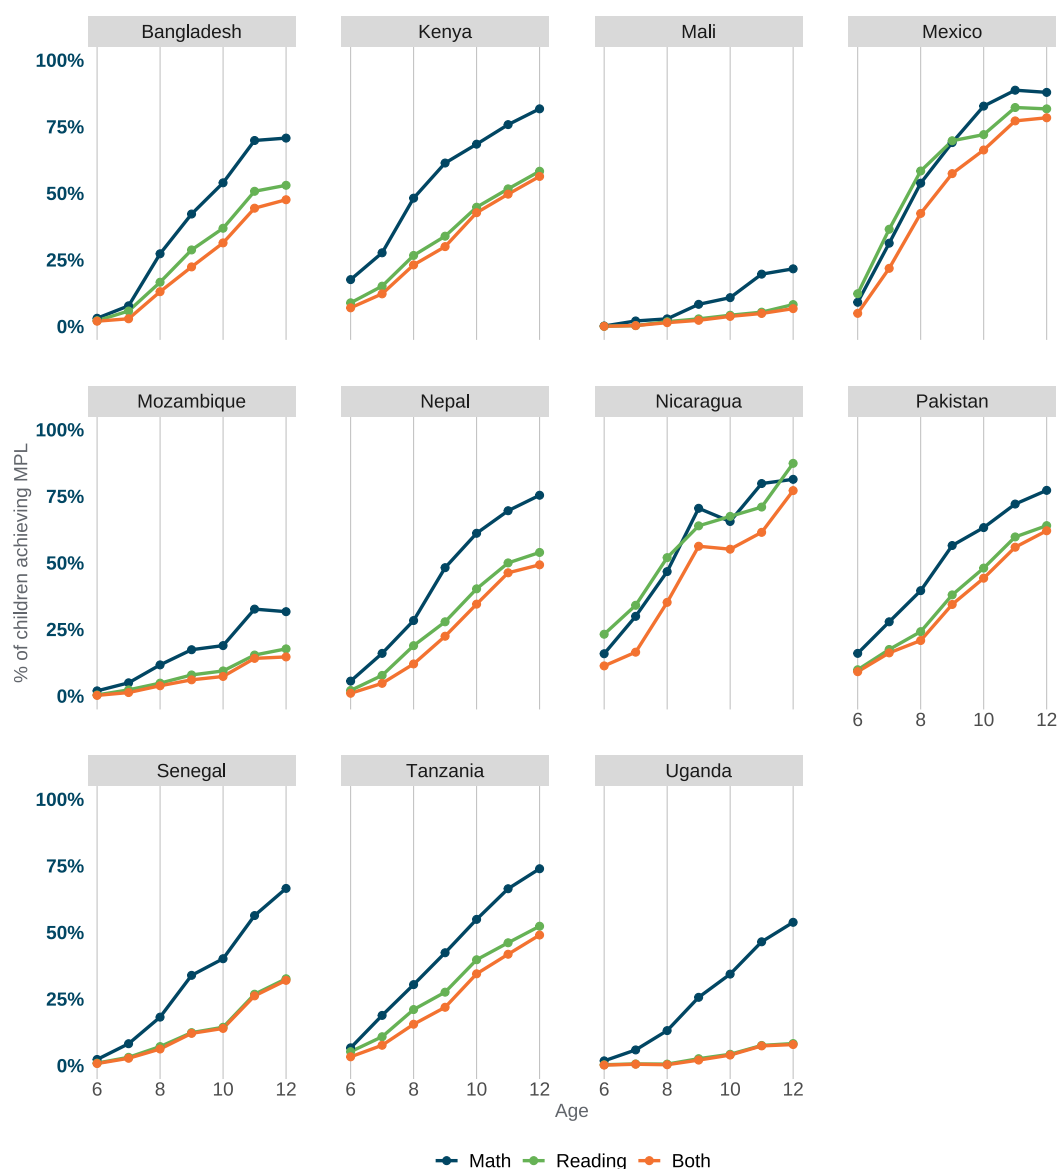 Bangladesh Kenya Mali Mexico
100%
75%
50%
25%
0%
Mozambique Nepal Nicaragua Pakistan
100%
75%
50%
25%
0%
6 8 10 12
% of children achieving MPL
Senegal Tanzania Uganda
100%
75%
50%
25%
0%
6 8 10 12 6 8 10 12 6 8 10 12
Age
Math Reading Both